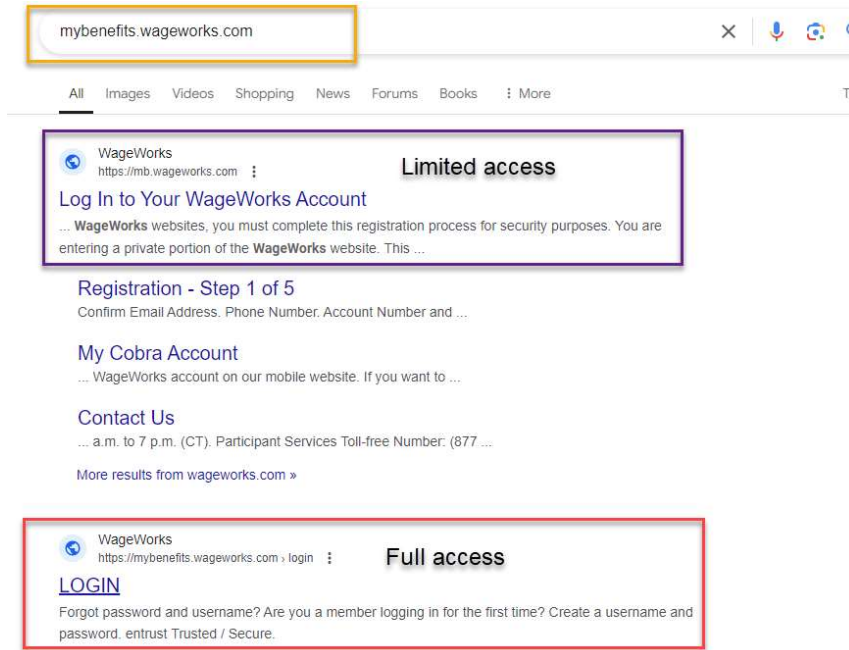 mybenefits.wageworks.com
All Images Videos Shopping News Forums Books More T
WageWorks
https://mb.wageworks.com
Limited access
Log In to Your WageWorks Account
... WageWorks websites, you must complete this registration process for security purposes. You are
entering a private portion of the WageWorks website. This ...
Registration - Step 1 of 5
Confirm Email Address. Phone Number. Account Number and ...
My Cobra Account
... WageWorks account on our mobile website. If you want to ...
Contact Us
... a.m. to 7 p.m. (CT). Participant Services Toll-free Number: (877 ...
More results from wageworks.com »
WageWorks
https://mybenefits.wageworks.com › login
Full access
LOGIN
Forgot password and username? Are you a member logging in for the first time? Create a username and
password. entrust Trusted / Secure.